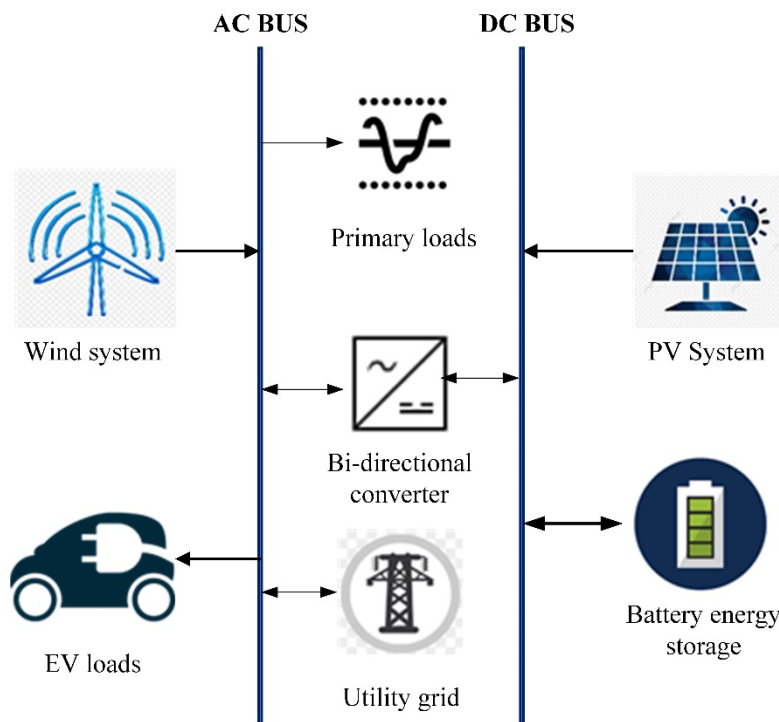 AC BUS
DC BUS
Primary loads
Wind system
PV System
Bi-directional
converter
EV loads
Utility grid
Battery energy
storage